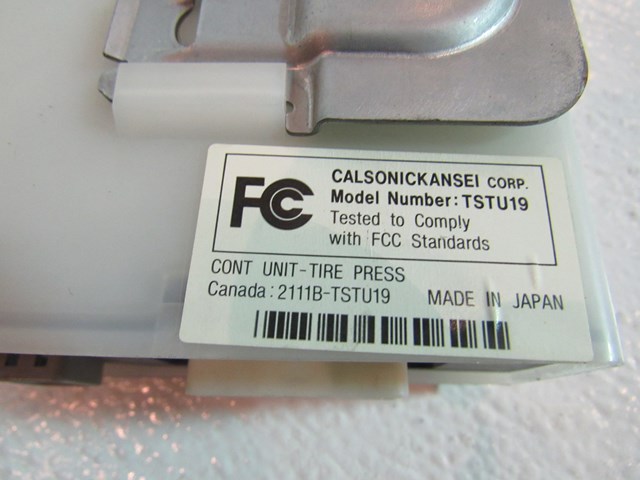 FC
CALSONICKANSEI CORP.
Model Number: TSTU19
Tested to Comply
with FCC Standards
CONT UNIT-TIRE PRESS
Canada: 2111B-TSTU19 MADE IN JAPAN